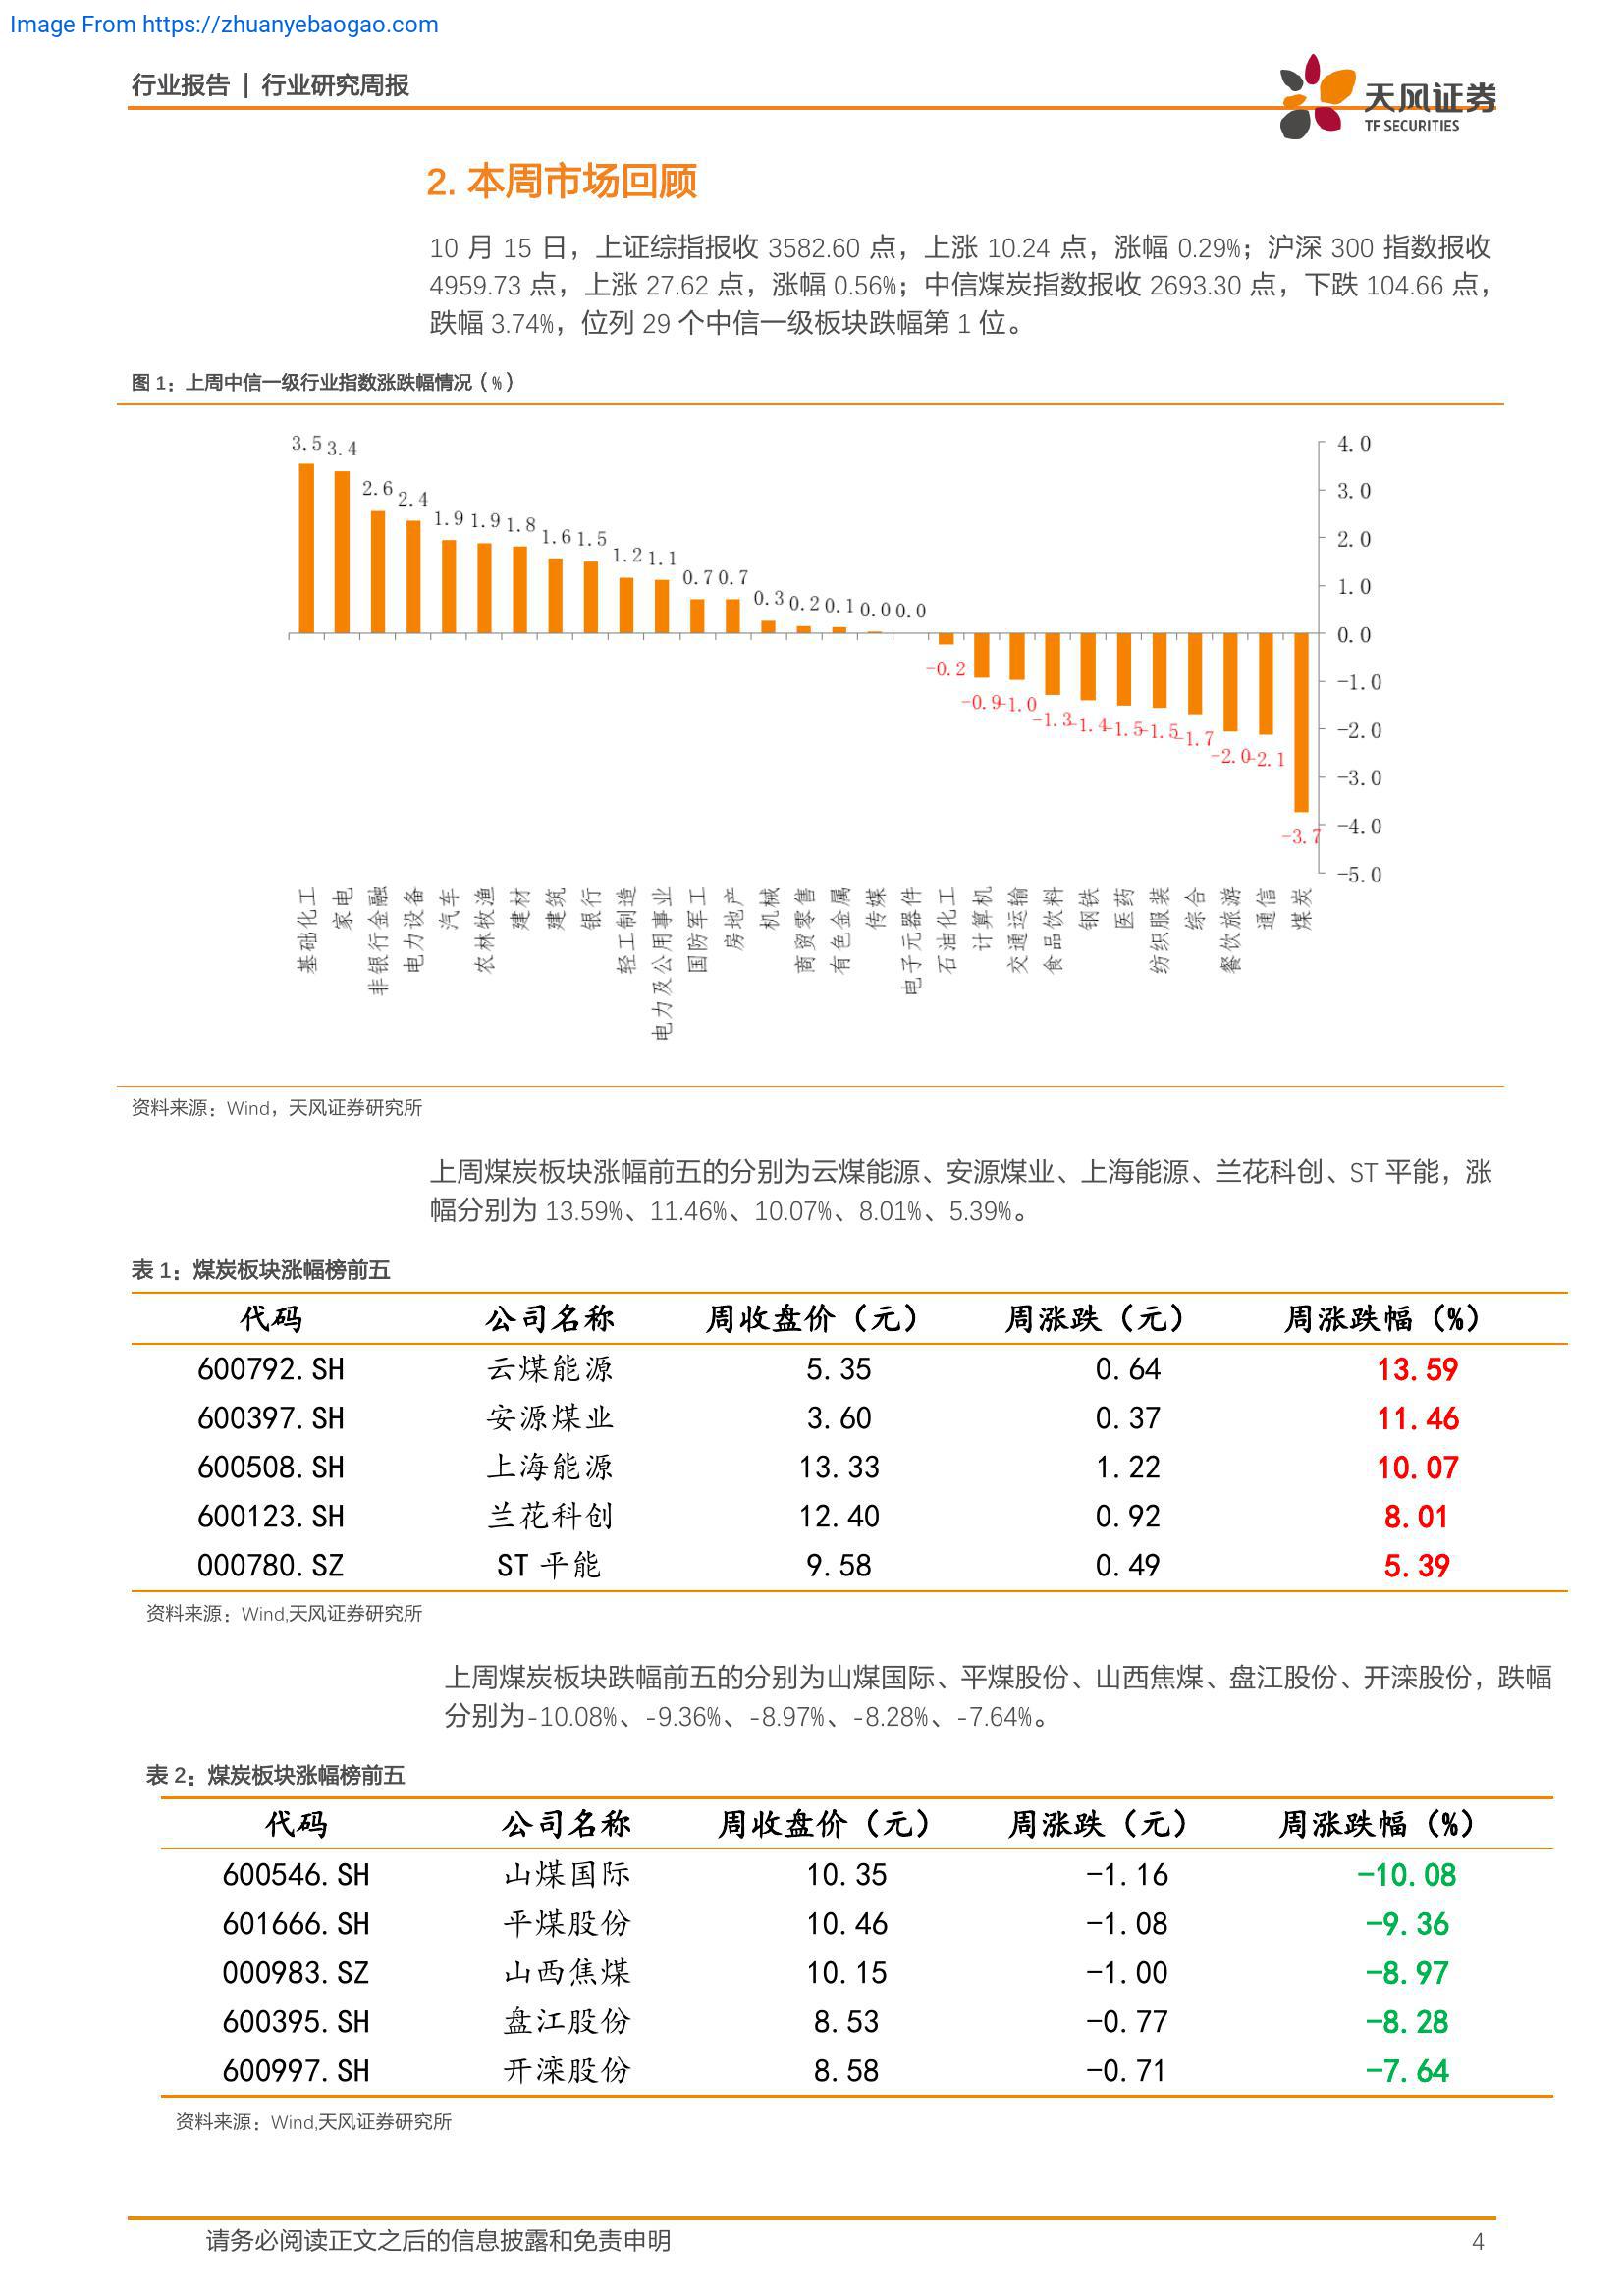 Image From https://zhuanyebaogao.com
行业报告 | 行业研究周报
天风证券
TF SECURITIES
2. 本周市场回顾
10 月 15 日，上证综指报收 3582.60 点，上涨 10.24 点，涨幅 0.29%；沪深 300 指数报收
4959.73 点，上涨 27.62 点，涨幅 0.56%；中信煤炭指数报收 2693.30 点，下跌 104.66 点，
跌幅 3.74%，位列 29 个中信一级板块跌幅第 1 位。
图 1：上周中信一级行业指数涨跌幅情况（%）
3.5 3.4 2.6 2.4 1.9 1.9 1.8 1.6 1.5 1.2 1.1 0.7 0.7 0.3 0.2 0.1 0.0 0.0
-0.2 -0.9 -1.0 -1.3 -1.4 -1.5 -1.5 -1.7 -2.0 -2.1 -3.7
4.0
3.0
2.0
1.0
0.0
-1.0
-2.0
-3.0
-4.0
-5.0
基础化工
家电
非银行金融
电力设备
汽车
农林牧渔
建材
建筑
银行
轻工制造
电力及公用事业
国防军工
房地产
机械
商贸零售
有色金属
传媒
电子元器件
石油化工
计算机
交通运输
食品饮料
钢铁
医药
纺织服装
综合
餐饮旅游
通信
煤炭
资料来源：Wind，天风证券研究所
上周煤炭板块涨幅前五的分别为云煤能源、安源煤业、上海能源、兰花科创、ST 平能，涨
幅分别为 13.59%、11.46%、10.07%、8.01%、5.39%。
表 1：煤炭板块涨幅榜前五
代码 公司名称 周收盘价（元） 周涨跌（元） 周涨跌幅（%）
600792.SH 云煤能源 5.35 0.64 13.59
600397.SH 安源煤业 3.60 0.37 11.46
600508.SH 上海能源 13.33 1.22 10.07
600123.SH 兰花科创 12.40 0.92 8.01
000780.SZ ST 平能 9.58 0.49 5.39
资料来源：Wind,天风证券研究所
上周煤炭板块跌幅前五的分别为山煤国际、平煤股份、山西焦煤、盘江股份、开滦股份，跌幅
分别为-10.08%、-9.36%、-8.97%、-8.28%、-7.64%。
表 2：煤炭板块涨幅榜前五
代码 公司名称 周收盘价（元） 周涨跌（元） 周涨跌幅（%）
600546.SH 山煤国际 10.35 -1.16 -10.08
601666.SH 平煤股份 10.46 -1.08 -9.36
000983.SZ 山西焦煤 10.15 -1.00 -8.97
600395.SH 盘江股份 8.53 -0.77 -8.28
600997.SH 开滦股份 8.58 -0.71 -7.64
资料来源：Wind,天风证券研究所
请务必阅读正文之后的信息披露和免责申明 4